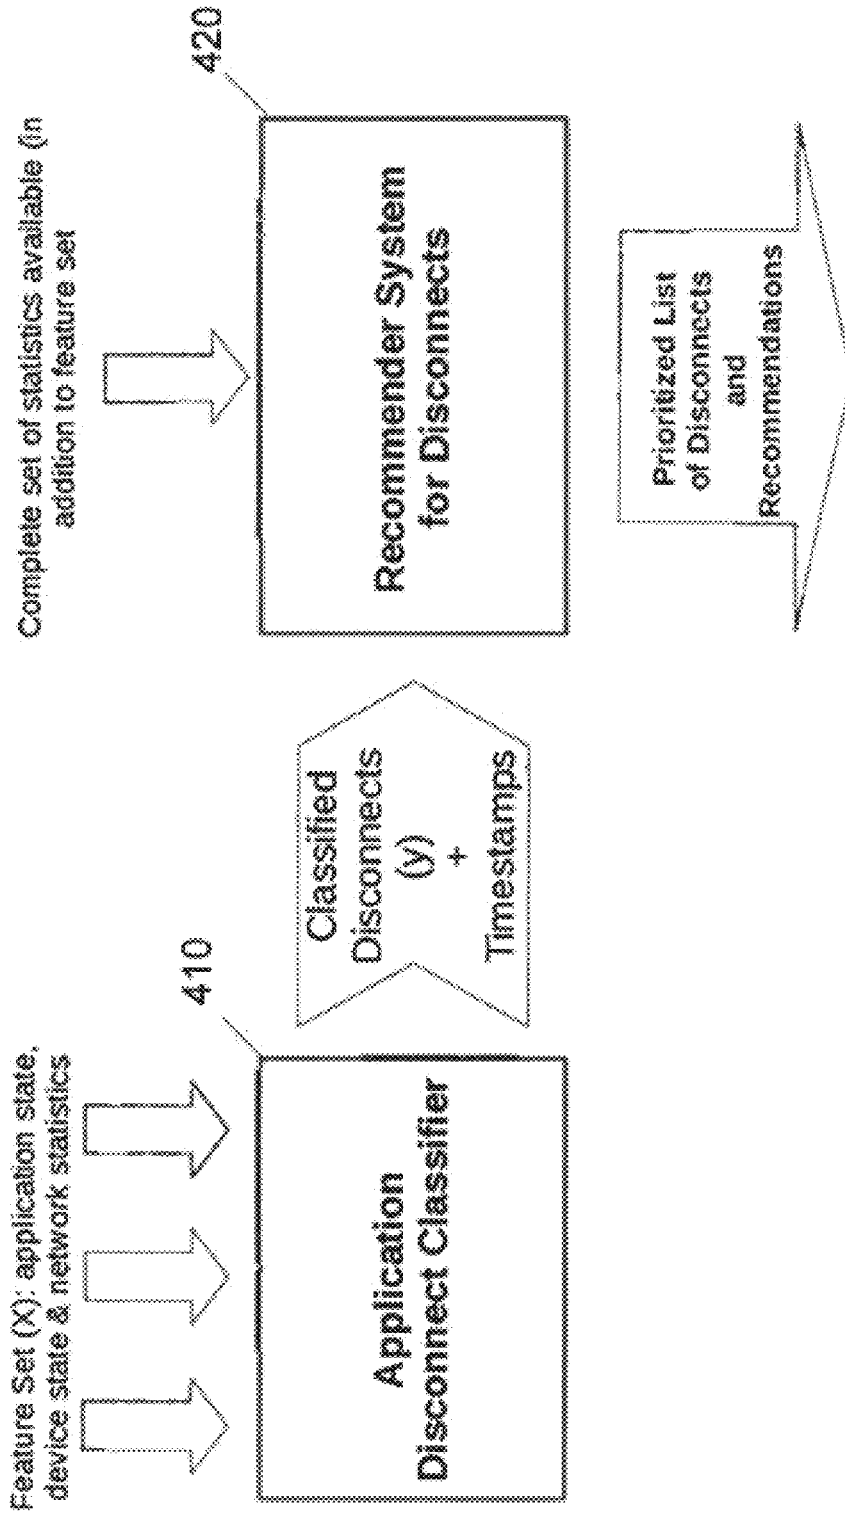 Feature Set (X): application state,
device state & network statistics
410
Application
Disconnect Classifier
Classified
Disconnects
(y)
+
Timestamps
Complete set of statistics available (in
addition to feature set
420
Recommender System
for Disconnects
Prioritized List
of Disconnects
and
Recommendations